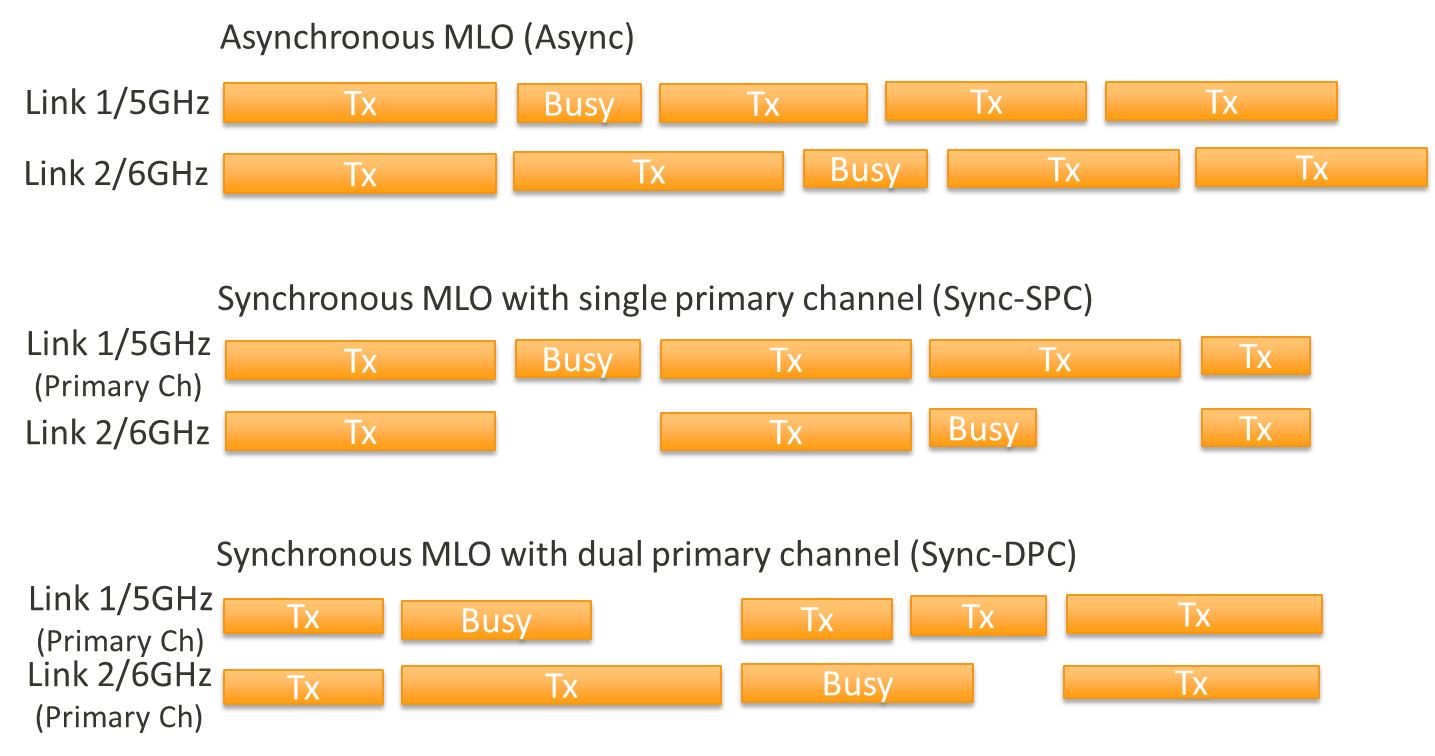 Asynchronous MLO (Async)
Link 1/5GHz Tx Busy Tx Tx Tx
Link 2/6GHz Tx Tx Busy Tx Tx
Synchronous MLO with single primary channel (Sync-SPC)
Link 1/5GHz
(Primary Ch) Tx Busy Tx Tx Tx
Link 2/6GHz Tx Tx Busy Tx
Synchronous MLO with dual primary channel (Sync-DPC)
Link 1/5GHz Tx Busy Tx Tx Tx
(Primary Ch)
Link 2/6GHz Tx Tx Busy Tx
(Primary Ch)